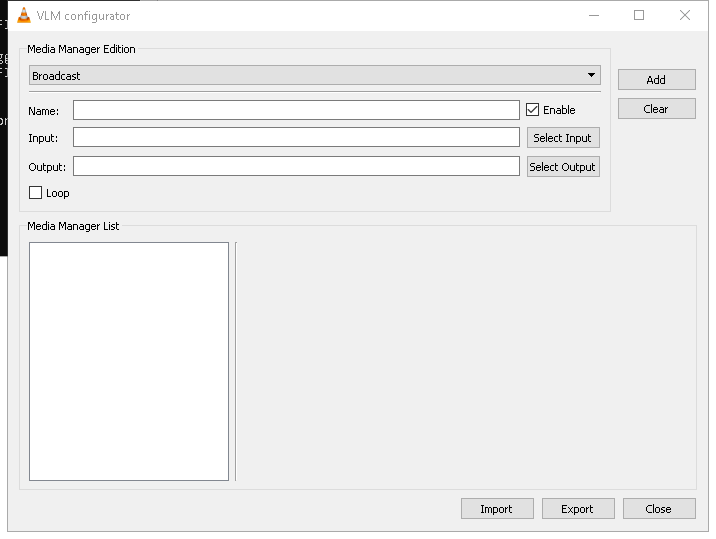 VLM configurator
Media Manager Edition
Broadcast
Add
Name:
Enable
Clear
Input:
Select Input
Output:
Select Output
Loop
Media Manager List
Import
Export
Close